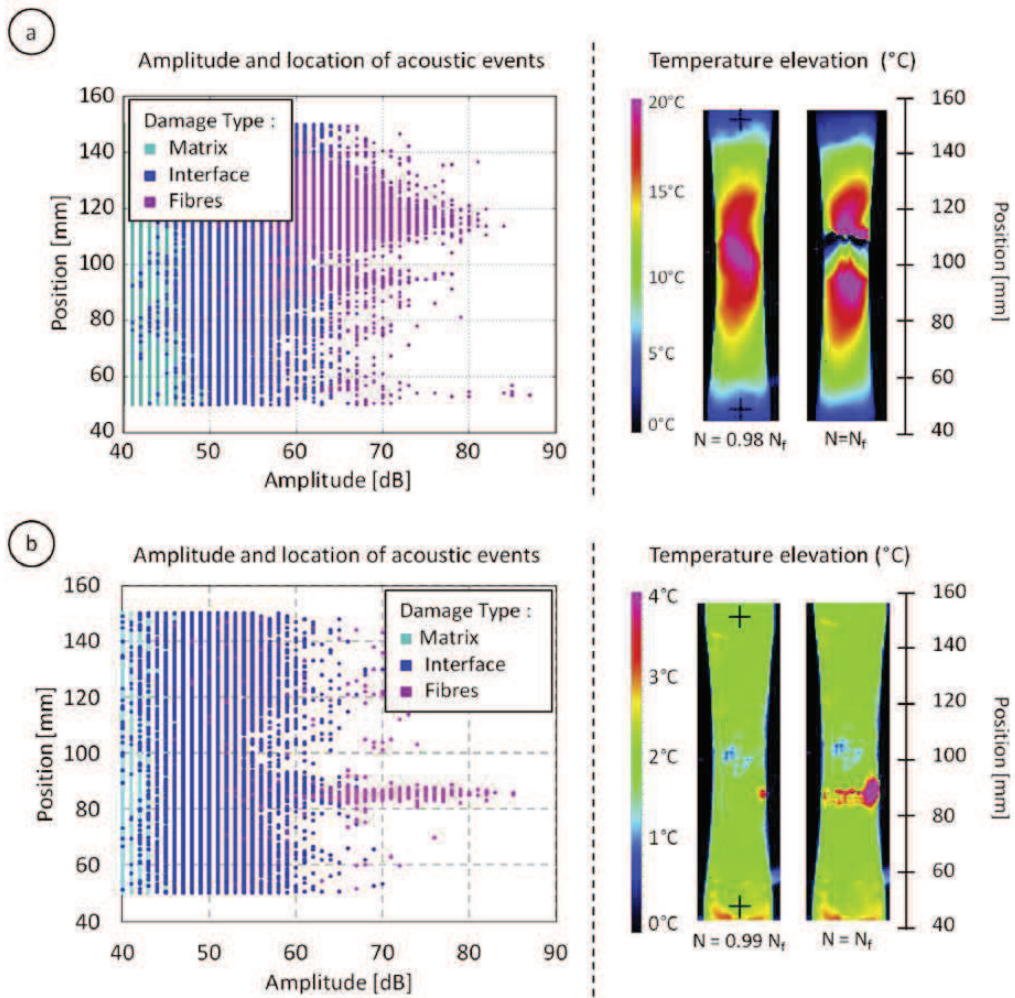 a
Amplitude and location of acoustic events
Temperature elevation (°C)
160
140
120
100
80
60
40
Position [mm]
Damage Type :
Matrix
Interface
Fibres
40
50
60
70
80
90
Amplitude [dB]
20°C
15°C
10°C
5°C
0°C
N = 0.98 Nf
N=Nf
160
140
120
100
80
60
40
Position [mm]
b
Amplitude and location of acoustic events
Temperature elevation (°C)
160
140
120
100
80
60
40
Position [mm]
Damage Type :
Matrix
Interface
Fibres
40
50
60
70
80
90
Amplitude [dB]
4°C
3°C
2°C
1°C
0°C
N = 0.99 Nf
N = Nf
160
140
120
100
80
60
40
Position [mm]